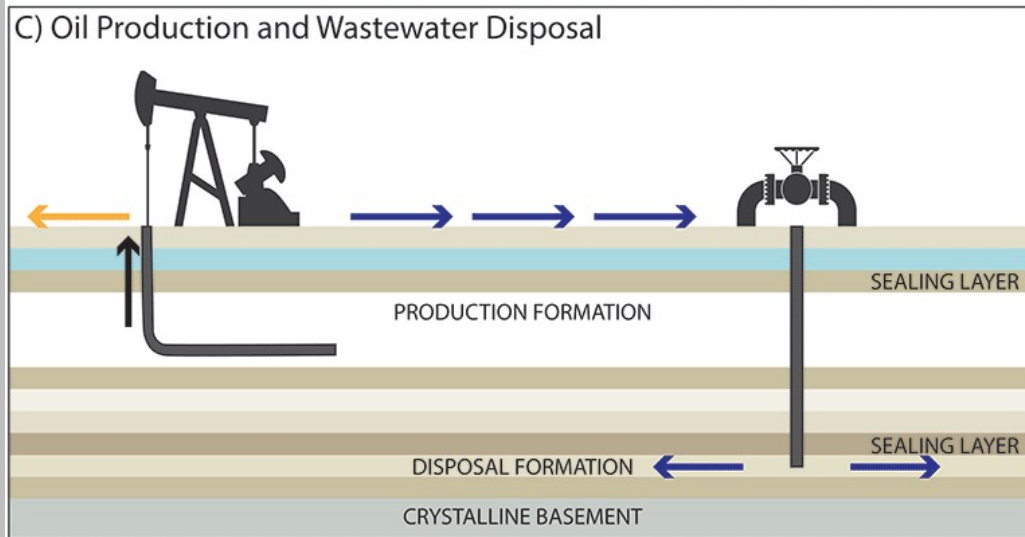 C) Oil Production and Wastewater Disposal
SEALING LAYER
PRODUCTION FORMATION
SEALING LAYER
DISPOSAL FORMATION
CRYSTALLINE BASEMENT